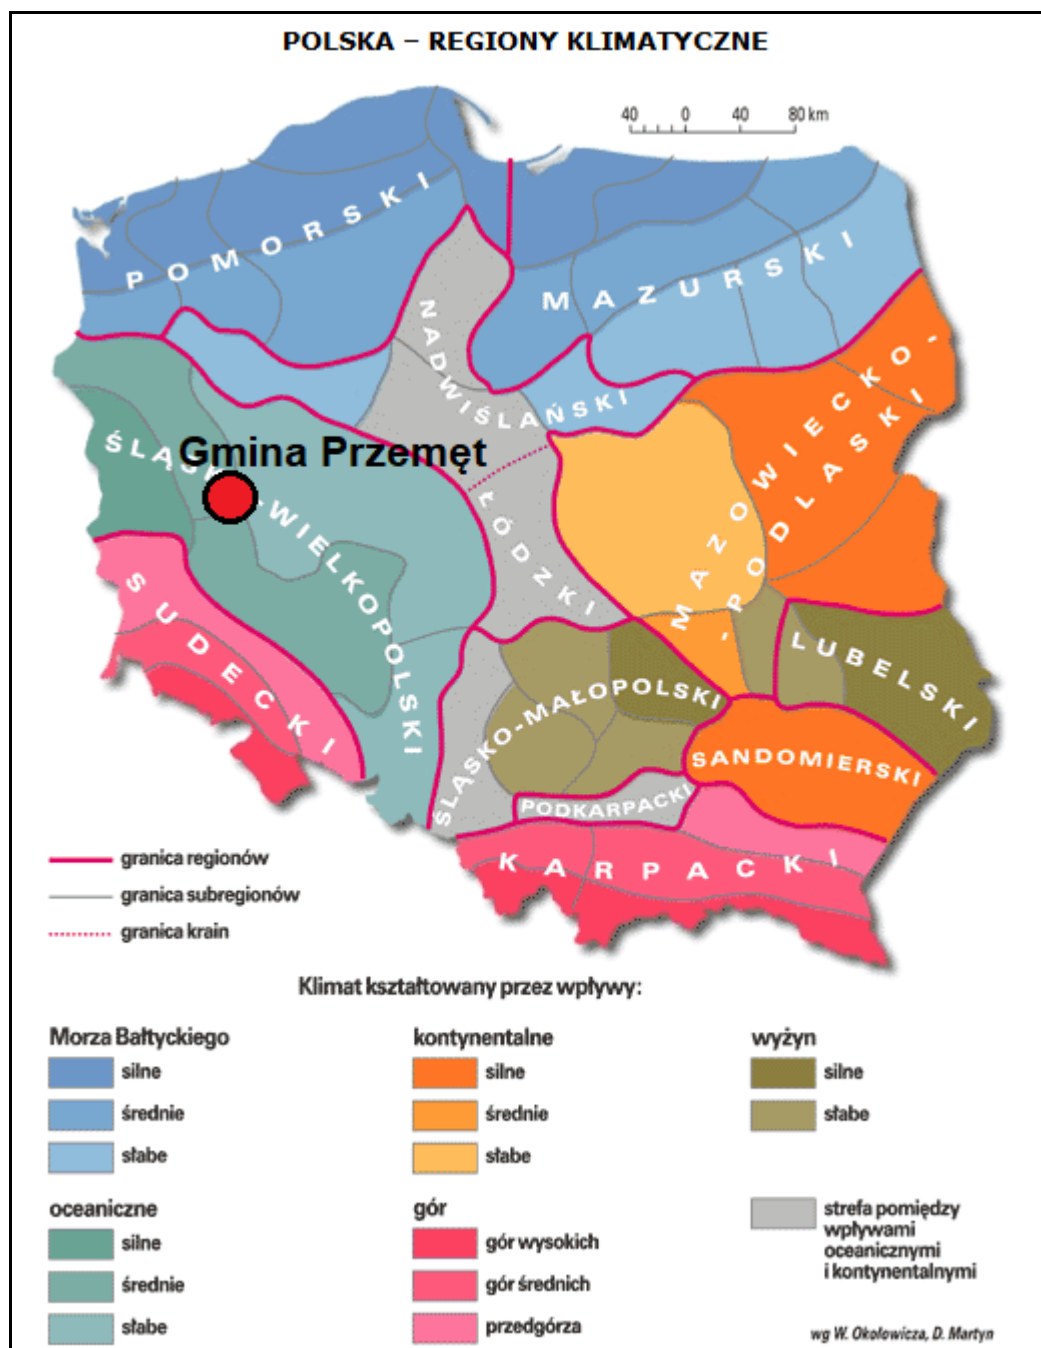 POLSKA – REGIONY KLIMATYCZNE
40 0 40 80 km
POMORSKI
MAZURSKI
NADWIŚLAŃSKI
MAZOWIECKO-
-PODLASKI
Gmina Przemęt
ŚLĄSK -WIELKOPOLSKI
ŁÓDZKI
SUDECKI
LUBELSKI
ŚLĄSKO-MAŁOPOLSKI
SANDOMIERSKI
PODKARPACKI
KARPACKI
granica regionów
granica subregionów
granica krain
Klimat kształtowany przez wpływy:
Morza Bałtyckiego
silne
średnie
słabe
kontynentalne
silne
średnie
słabe
wyżyn
silne
słabe
oceaniczne
silne
średnie
słabe
gór
gór wysokich
gór średnich
przedgórza
strefa pomiędzy
wpływami
oceanicznymi
i kontynentalnymi
wg W. Okołowicza, D. Martyn